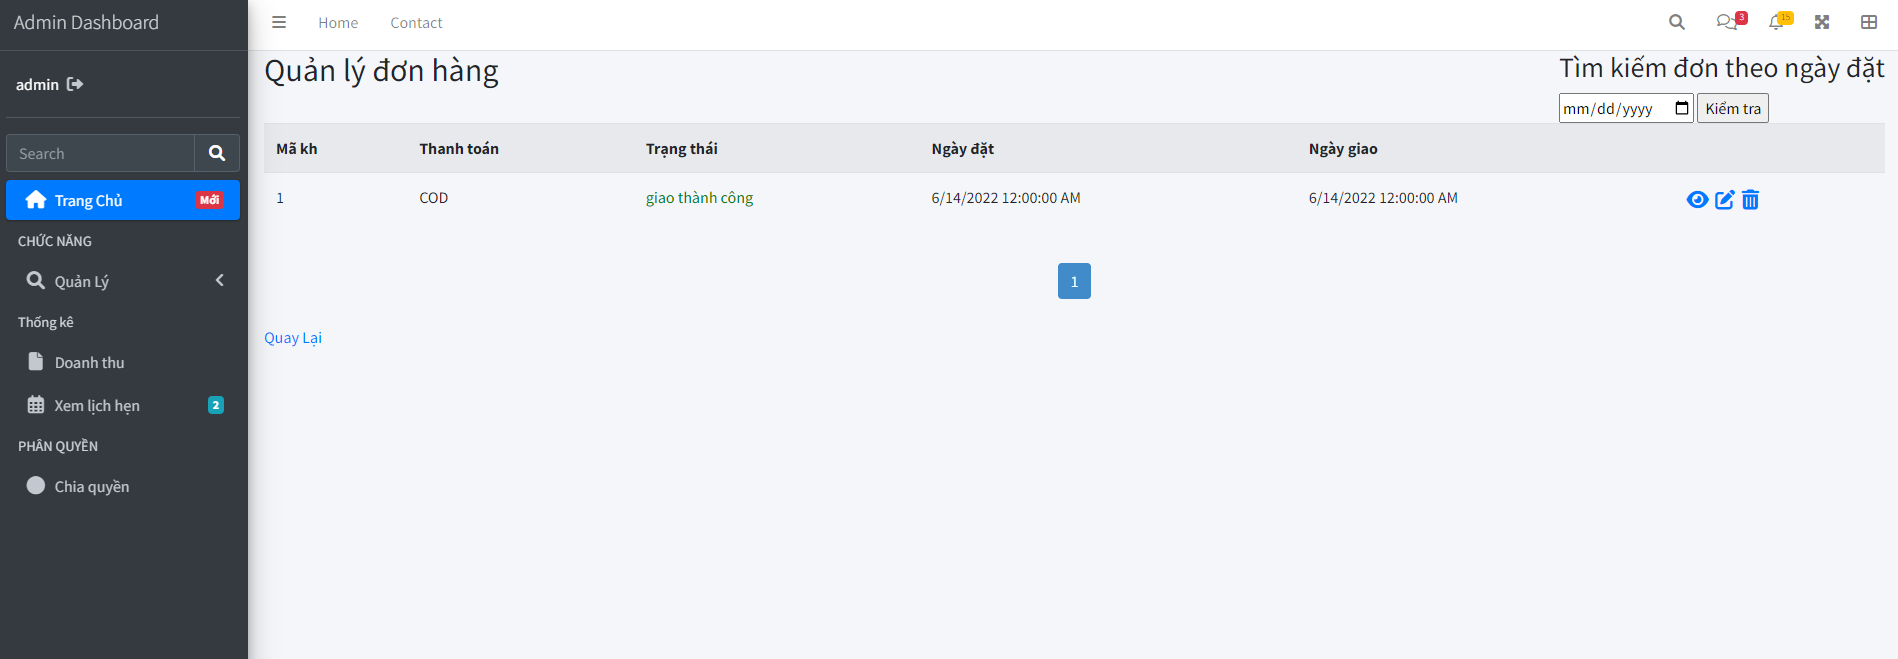 Admin Dashboard
Home Contact 3 15
admin
Search
Trang Chủ Mới
CHỨC NĂNG
Quản Lý
Thống kê
Doanh thu
Xem lịch hẹn 2
PHÂN QUYỀN
Chia quyền
Quản lý đơn hàng
Tìm kiếm đơn theo ngày đặt
mm/dd/yyyy Kiểm tra
Mã kh Thanh toán Trạng thái Ngày đặt Ngày giao
1 COD giao thành công 6/14/2022 12:00:00 AM 6/14/2022 12:00:00 AM
1
Quay Lại